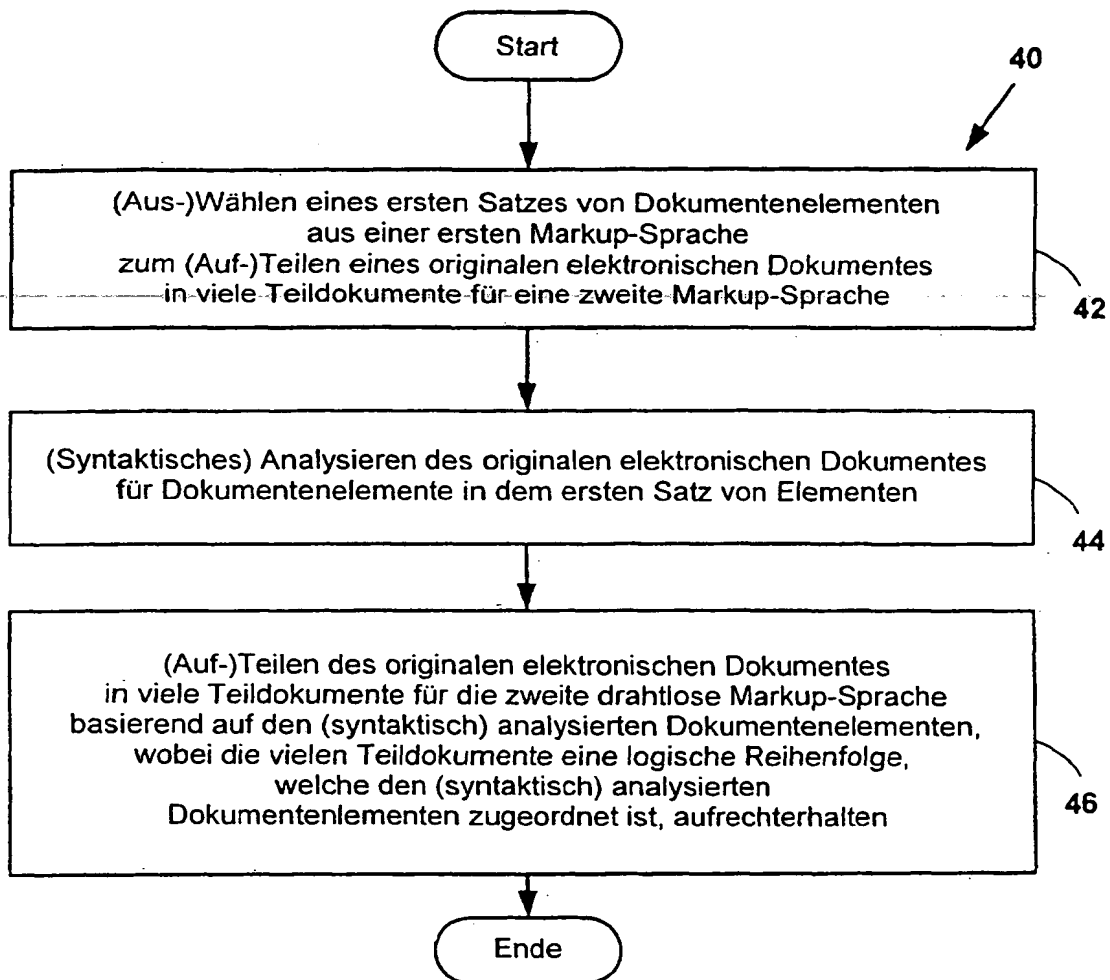 Start
40
(Aus-)Wählen eines ersten Satzes von Dokumentenelementen
aus einer ersten Markup-Sprache
zum (Auf-)Teilen eines originalen elektronischen Dokumentes
in viele Teildokumente für eine zweite Markup-Sprache
42
(Syntaktisches) Analysieren des originalen elektronischen Dokumentes
für Dokumentenelemente in dem ersten Satz von Elementen
44
(Auf-)Teilen des originalen elektronischen Dokumentes
in viele Teildokumente für die zweite drahtlose Markup-Sprache
basierend auf den (syntaktisch) analysierten Dokumentenelementen,
wobei die vielen Teildokumente eine logische Reihenfolge,
welche den (syntaktisch) analysierten
Dokumentenlementen zugeordnet ist, aufrechterhalten
46
Ende